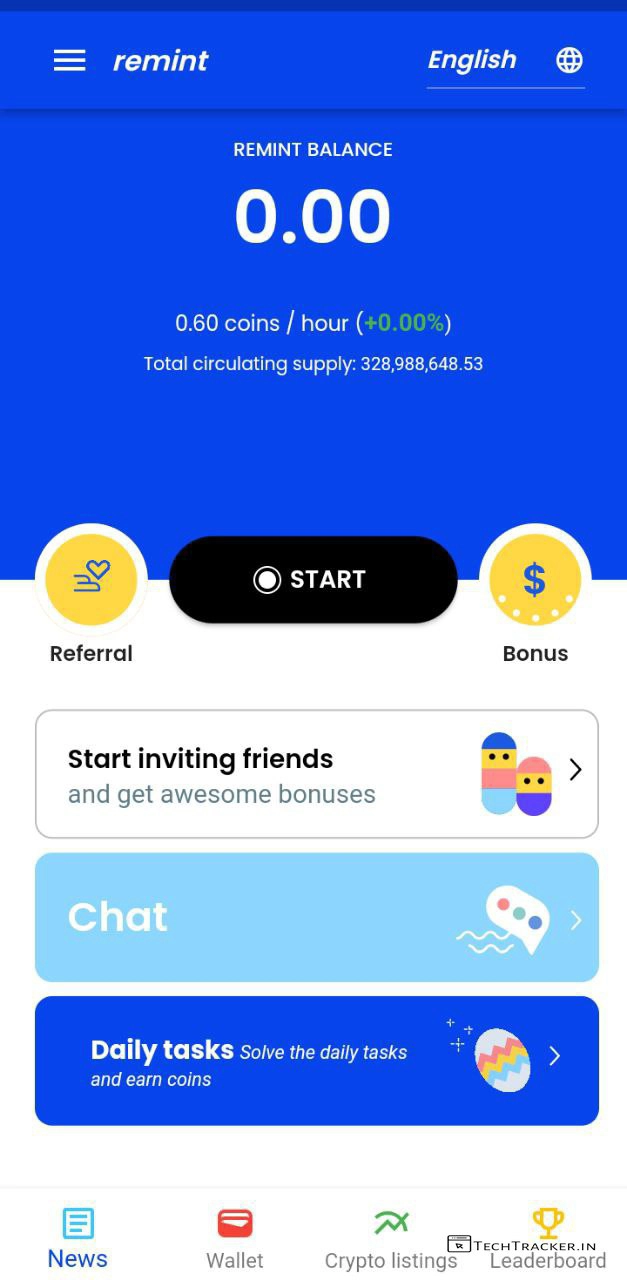 remint
English
REMINT BALANCE
0.00
0.60 coins / hour (+0.00%)
Total circulating supply: 328,988,648.53
START
$
Referral
Bonus
Start inviting friends
and get awesome bonuses
Chat
Daily tasks Solve the daily tasks
and earn coins
TECHTRACKER.IN
News
Wallet
Crypto listings
Leaderboard